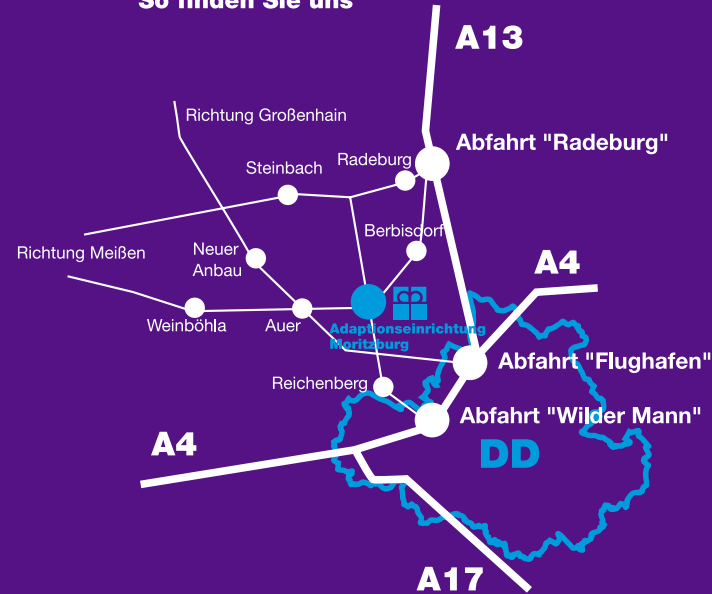 So finden Sie uns
A13
Richtung Großenhain
Abfahrt "Radeburg"
Radeburg
Steinbach
Berbisdorf
Richtung Meißen
Neuer
Anbau
A4
Weinböhla
Auer
Adaptionseinrichtung
Moritzburg
Abfahrt "Flughafen"
Reichenberg
Abfahrt "Wilder Mann"
A4
DD
A17